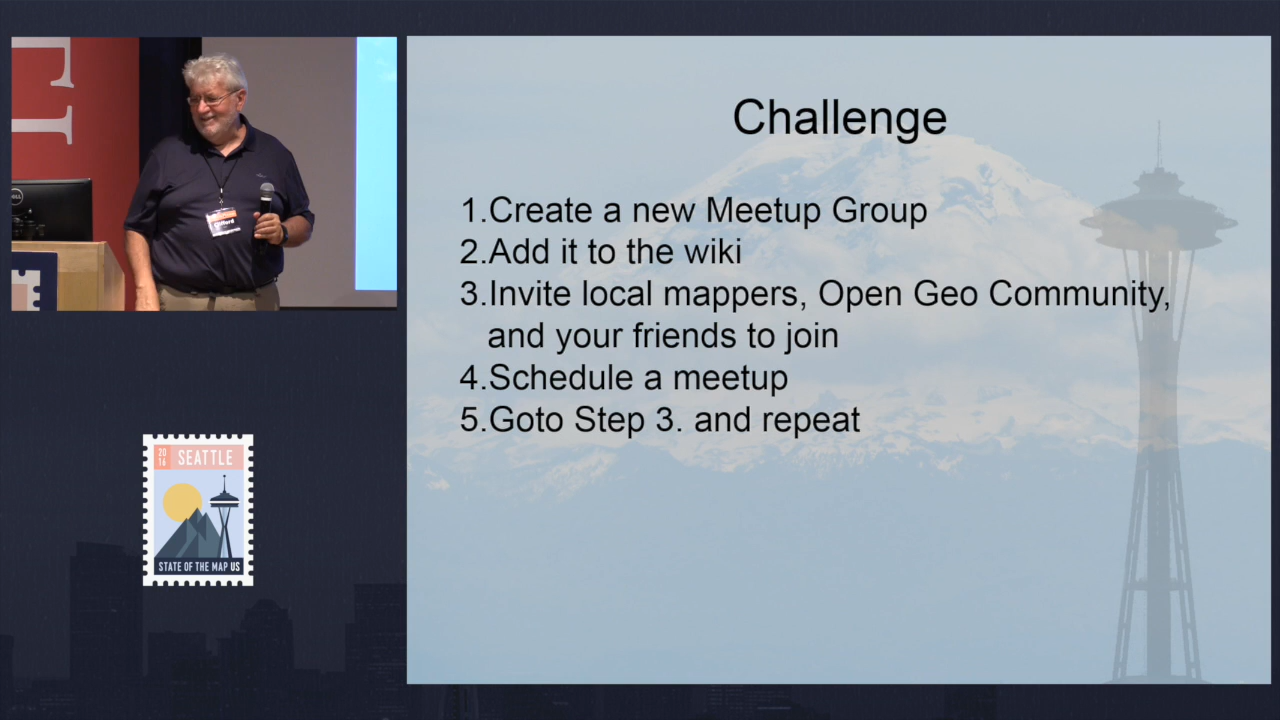 Challenge
1.Create a new Meetup Group
2.Add it to the wiki
3.Invite local mappers, Open Geo Community,
and your friends to join
4.Schedule a meetup
5.Goto Step 3. and repeat
DELL
Clifford
2016 SEATTLE
STATE OF THE MAP US